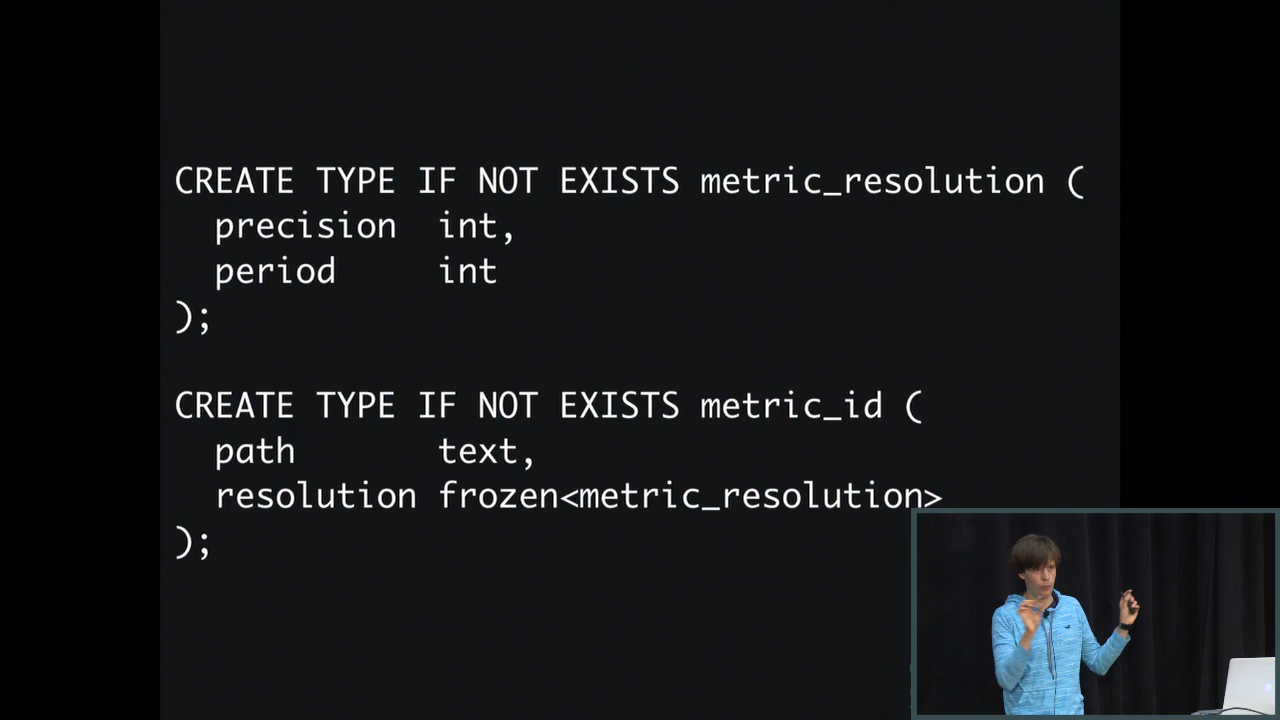 CREATE TYPE IF NOT EXISTS metric_resolution (
  precision  int,
  period     int
);
CREATE TYPE IF NOT EXISTS metric_id (
  path       text,
  resolution frozen<metric_resolution>
);